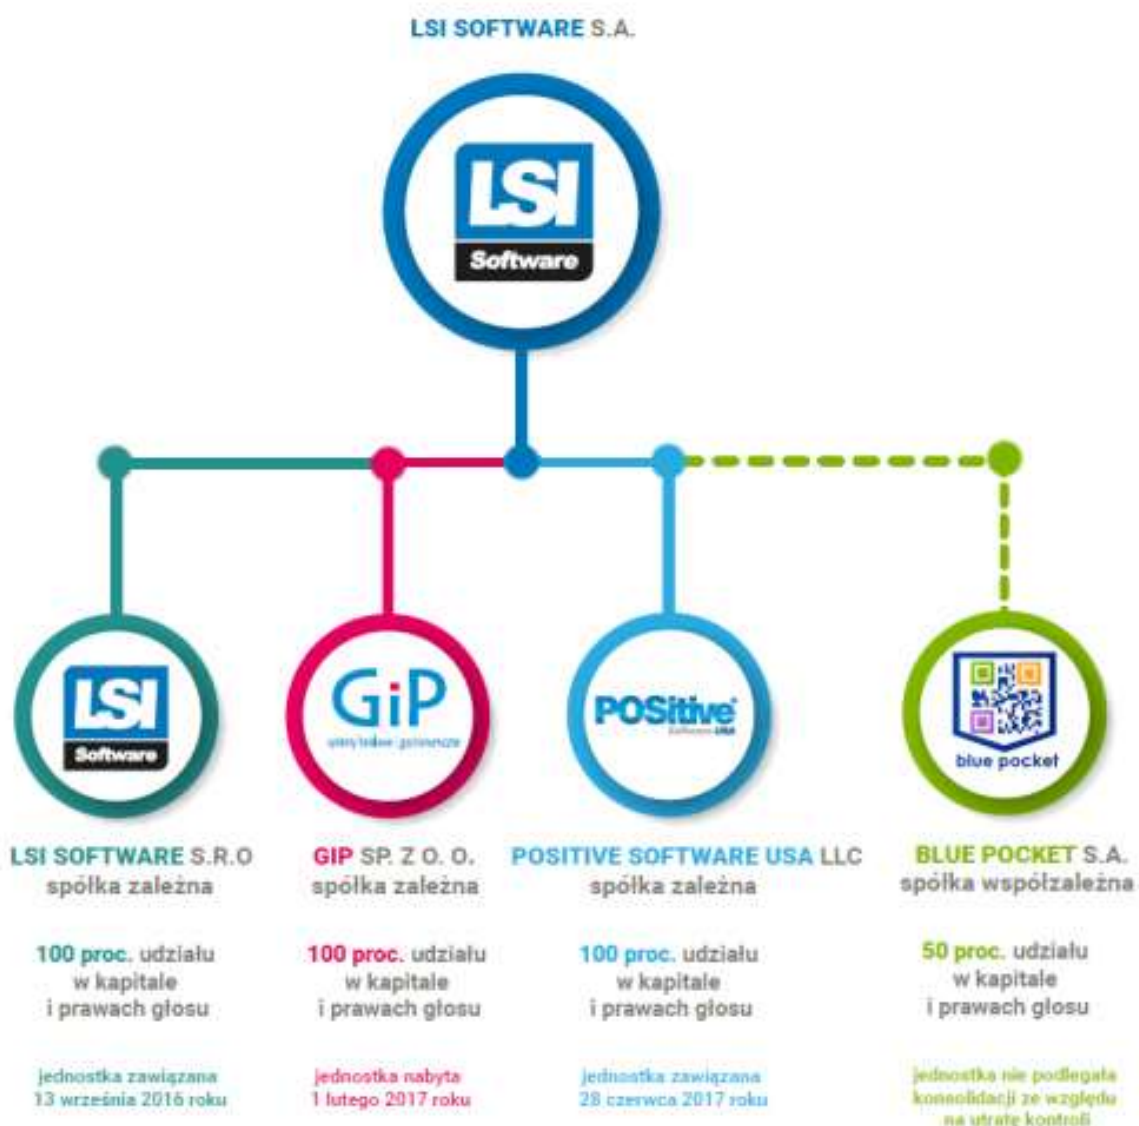 LSI SOFTWARE S.A.
LSI
Software
LSI
Software
GiP
POSitive
Software USA
blue pocket
LSI SOFTWARE S.R.O
spółka zależna
100 proc. udziału
w kapitale
i prawach głosu
jednostka zawiązana
13 września 2016 roku
GIP SP. Z O. O.
spółka zależna
100 proc. udziału
w kapitale
i prawach głosu
jednostka nabyta
1 lutego 2017 roku
POSITIVE SOFTWARE USA LLC
spółka zależna
100 proc. udziału
w kapitale
i prawach głosu
jednostka zawiązana
28 czerwca 2017 roku
BLUE POCKET S.A.
spółka współzależna
50 proc. udziału
w kapitale
i prawach głosu
jednostka nie podlegała
konsolidacji ze względu
na utratę kontroli